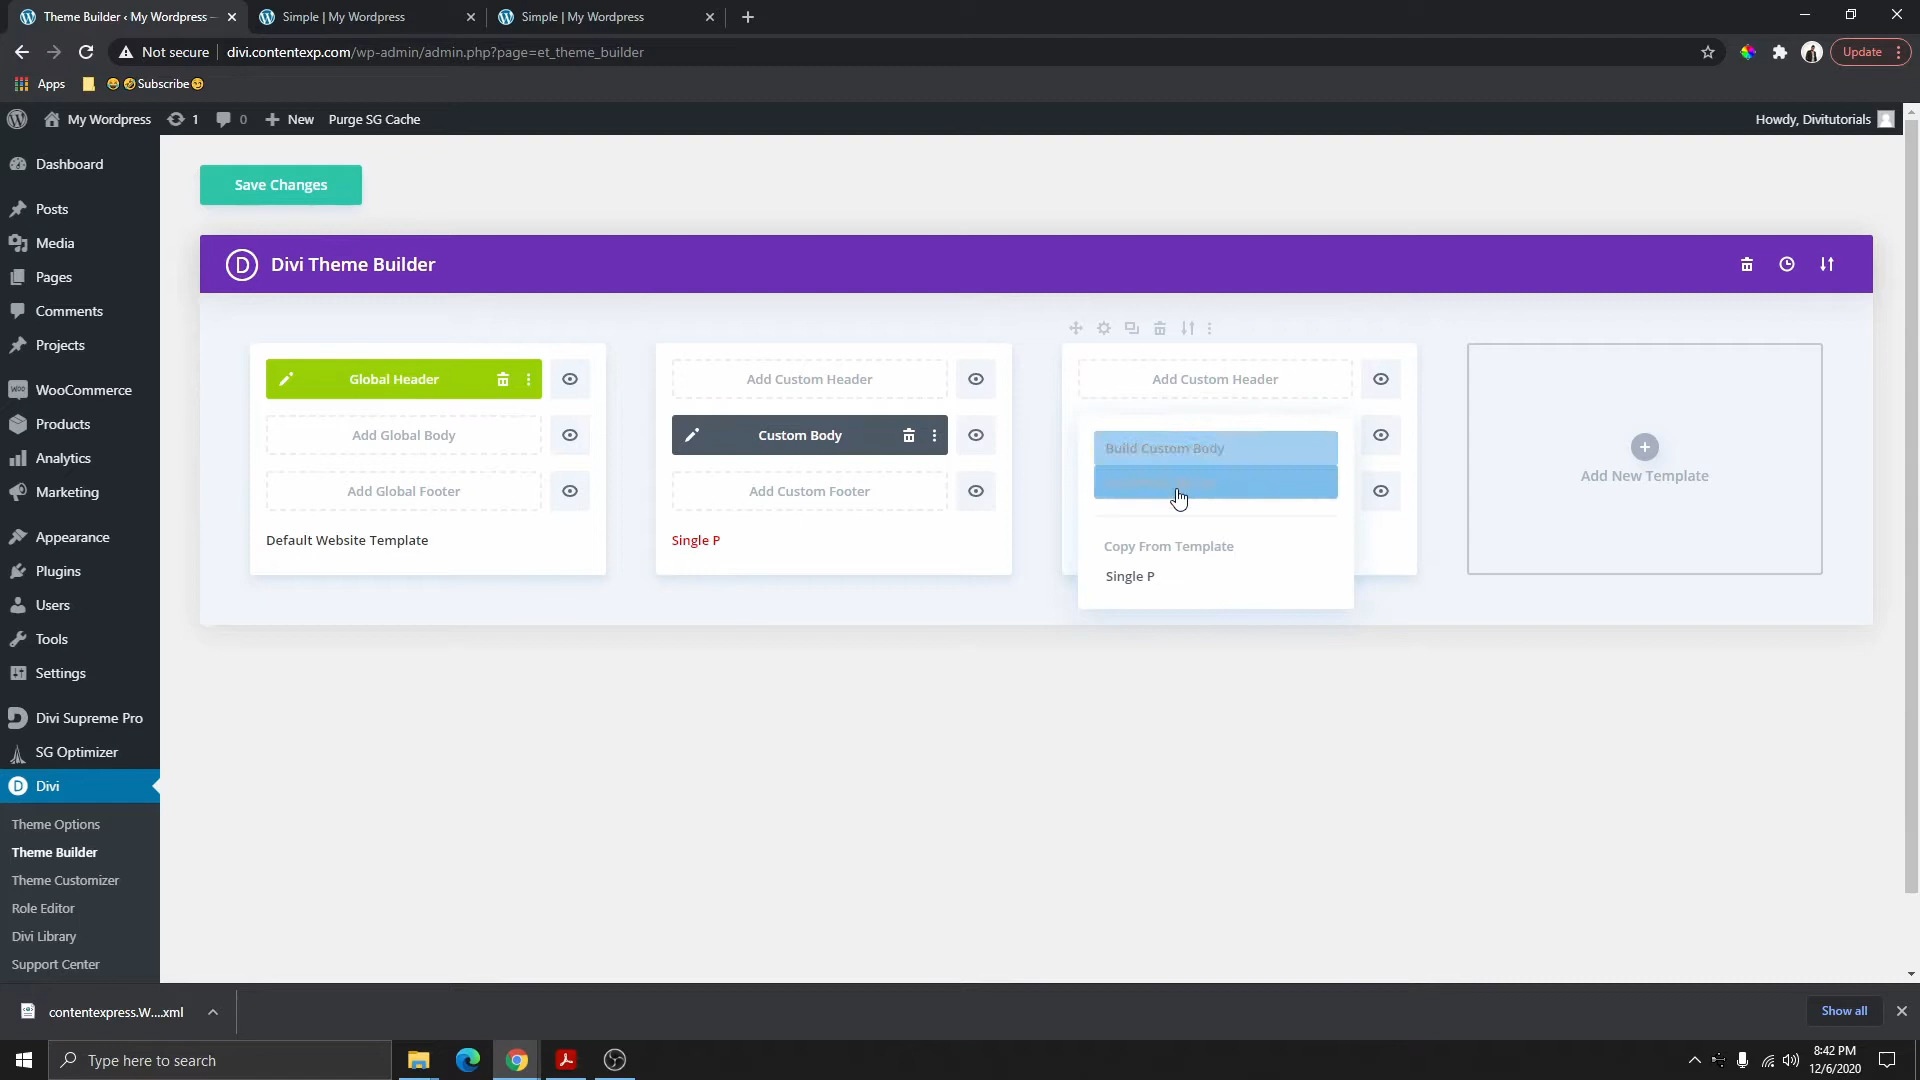 Theme Builder ‹ My Wordpress —
Simple | My Wordpress
Simple | My Wordpress
Not secure
divi.contentexp.com/wp-admin/admin.php?page=et_theme_builder
Update
Apps
😄 🤣Subscribe😏
My Wordpress
1
0
New
Purge SG Cache
Howdy, Divitutorials
Dashboard
Posts
Media
Pages
Comments
Projects
WooCommerce
Products
Analytics
Marketing
Appearance
Plugins
Users
Tools
Settings
Divi Supreme Pro
SG Optimizer
Divi
Theme Options
Theme Builder
Theme Customizer
Role Editor
Divi Library
Support Center
Save Changes
D
Divi Theme Builder
Global Header
Add Global Body
Add Global Footer
Default Website Template
Add Custom Header
Custom Body
Add Custom Footer
Single P
Add Custom Header
Build Custom Body
Copy From Template
Single P
Add New Template
contentexpress.W....xml
Show all
Type here to search
8:42 PM
12/6/2020